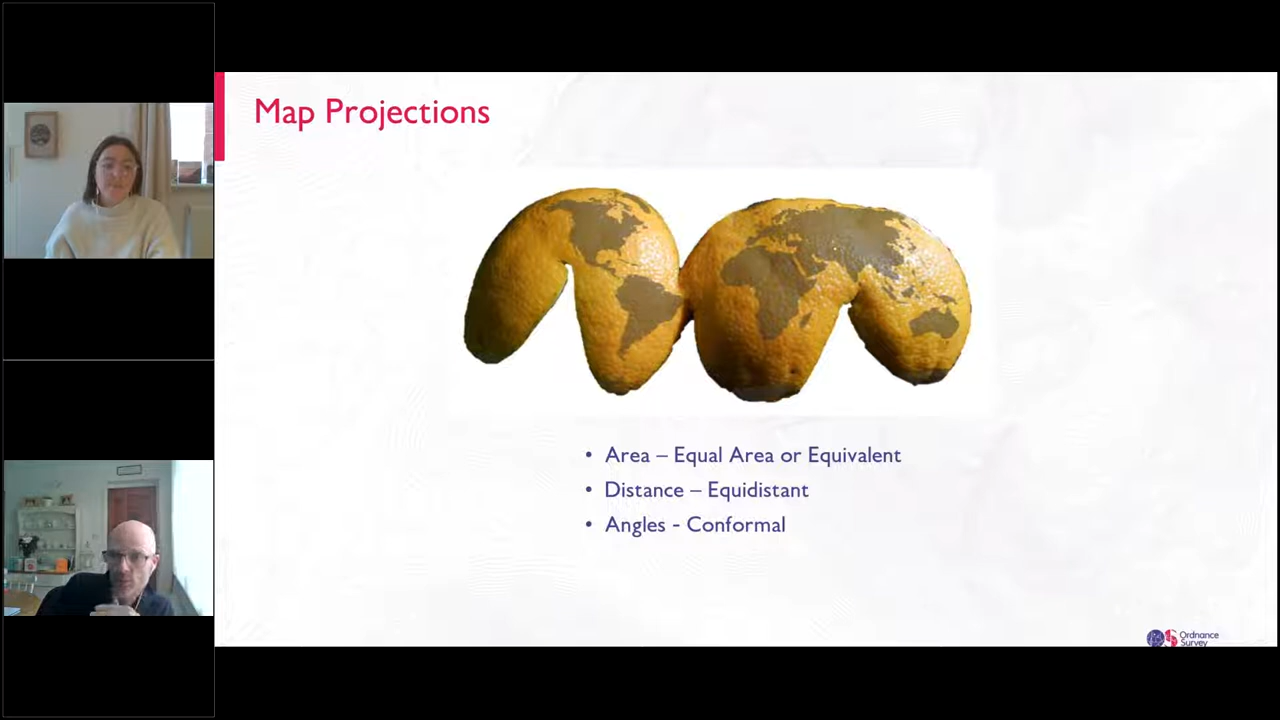 Map Projections
• Area – Equal Area or Equivalent
• Distance – Equidistant
• Angles - Conformal
Ordnance
Survey